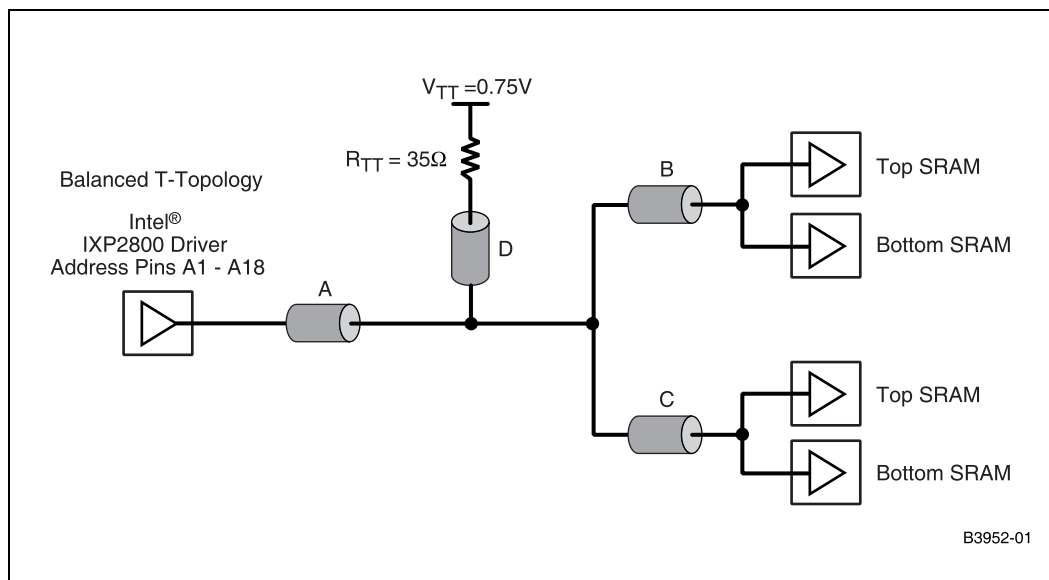 V_TT =0.75V
R_TT = 35Ω
Balanced T-Topology
Intel®
IXP2800 Driver
Address Pins A1 - A18
A
D
B
Top SRAM
Bottom SRAM
C
Top SRAM
Bottom SRAM
B3952-01